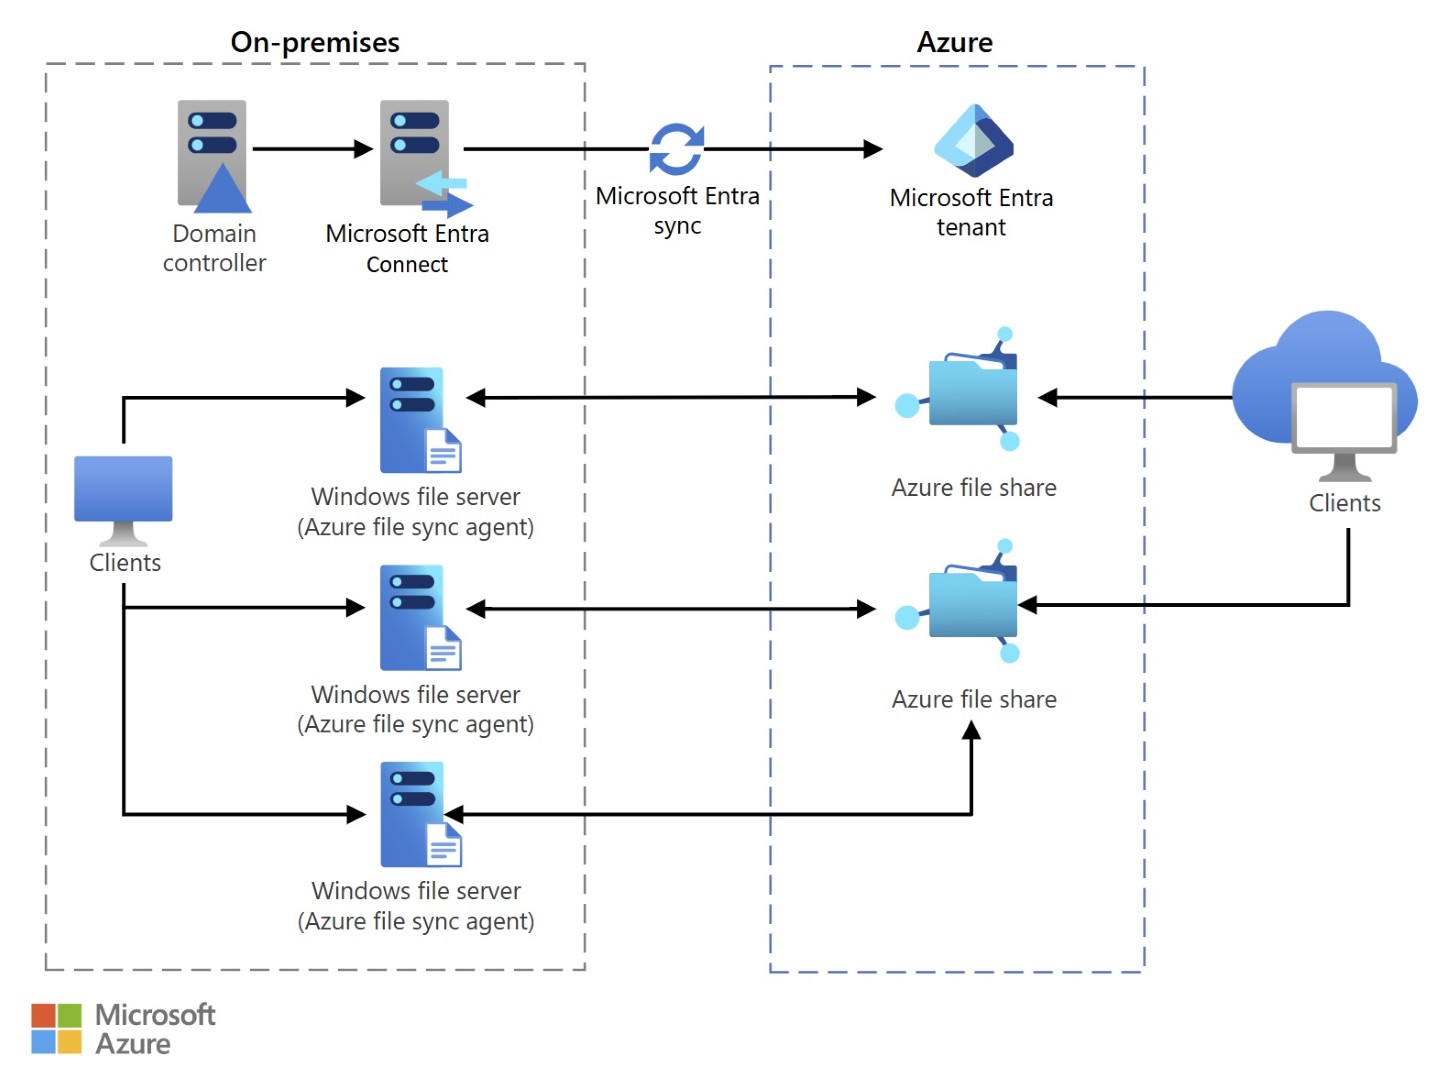 On-premises
Azure
Domain
controller
Microsoft Entra
Connect
Microsoft Entra
sync
Microsoft Entra
tenant
Windows file server
(Azure file sync agent)
Azure file share
Clients
Clients
Windows file server
(Azure file sync agent)
Azure file share
Windows file server
(Azure file sync agent)
Microsoft
Azure